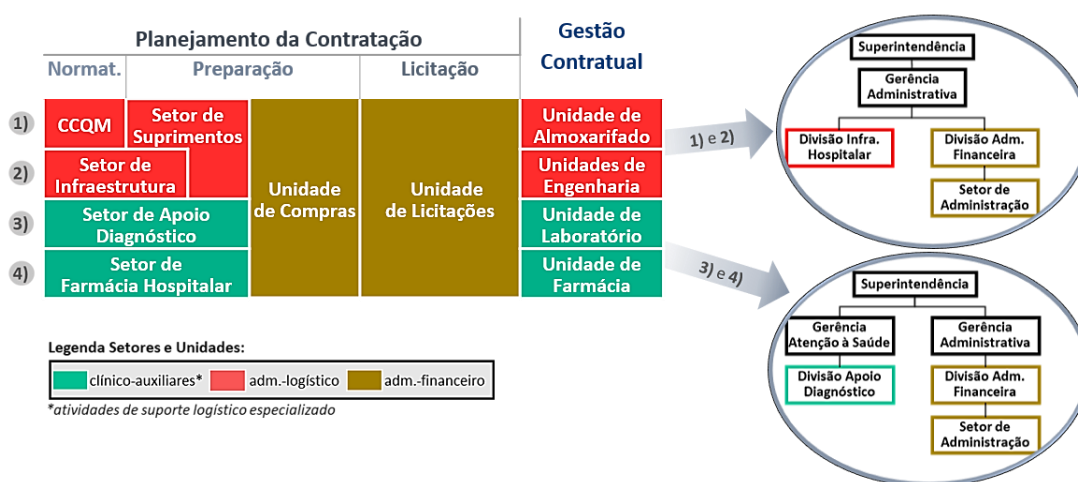 Planejamento da Contratação
Gestão
Contratual
Normat.
Preparação
Licitação
1)
CCQM
Setor de
Suprimentos
Unidade de
Almoxarifado
2)
Setor de
Infraestrutura
Unidades de
Engenharia
Unidade
de Compras
Unidade
de Licitações
3)
Setor de Apoio
Diagnóstico
Unidade de
Laboratório
4)
Setor de
Farmácia Hospitalar
Unidade de
Farmácia
1) e 2)
3) e 4)
Superintendência
Gerência
Administrativa
Divisão Infra.
Hospitalar
Divisão Adm.
Financeira
Setor de
Administração
Superintendência
Gerência
Atenção à Saúde
Gerência
Administrativa
Divisão Apoio
Diagnóstico
Divisão Adm.
Financeira
Setor de
Administração
Legenda Setores e Unidades:
clínico-auxiliares*
adm.-logístico
adm.-financeiro
*atividades de suporte logístico especializado